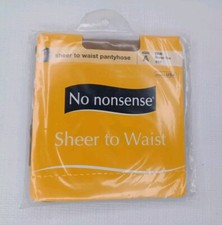 sheer to waist pantyhose
A
No nonsense
Sheer to Waist